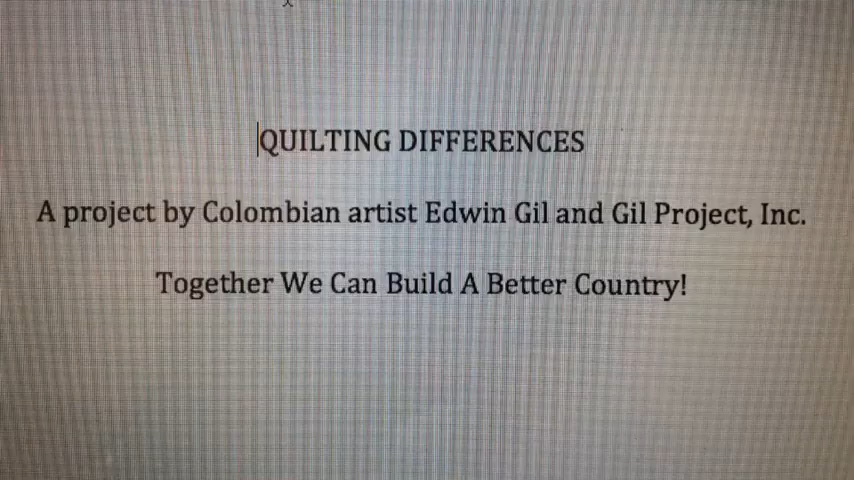 QUILTING DIFFERENCES
A project by Colombian artist Edwin Gil and Gil Project, Inc.
Together We Can Build A Better Country!